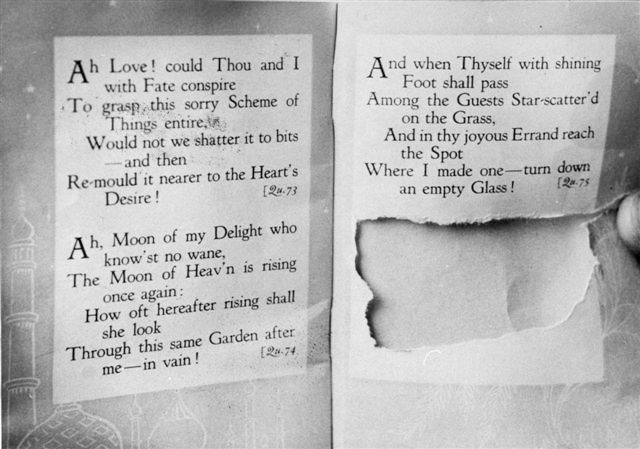 Ah Love! could Thou and I
with Fate conspire
To grasp this sorry Scheme of
Things entire,
Would not we shatter it to bits
—and then
Re-mould it nearer to the Heart's
Desire! [Qu. 73
Ah, Moon of my Delight who
know'st no wane,
The Moon of Heav'n is rising
once again:
How oft hereafter rising shall
she look
Through this same Garden after
me—in vain! [Qu. 74
And when Thyself with shining
Foot shall pass
Among the Guests Star-scatter'd
on the Grass,
And in thy joyous Errand reach
the Spot
Where I made one—turn down
an empty Glass! [Qu. 75